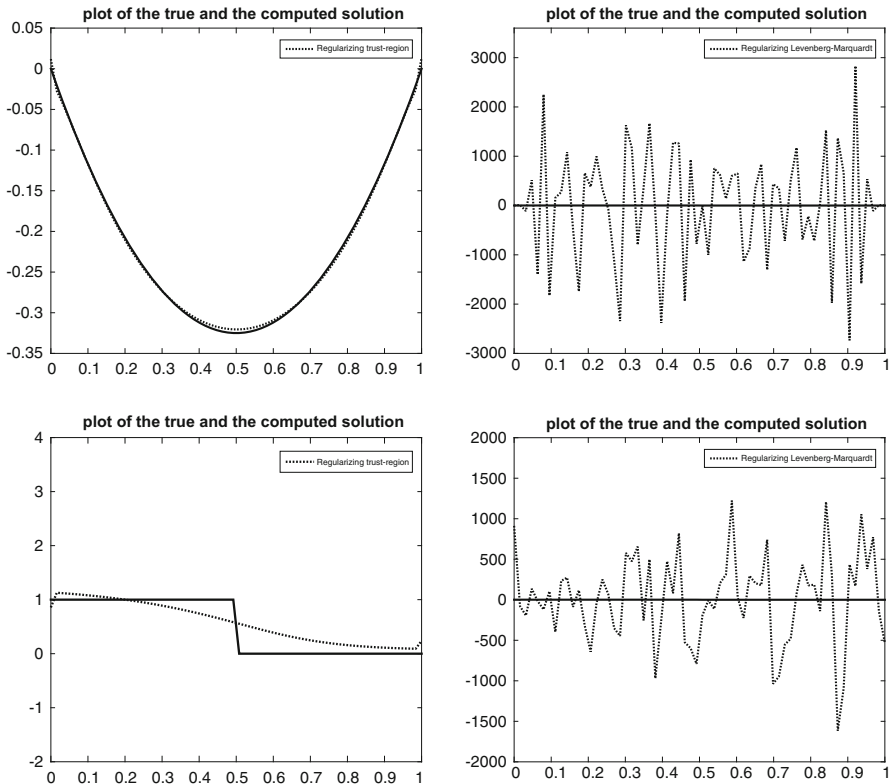 plot of the true and the computed solution
Regularizing trust-region
0.05
0
-0.05
-0.1
-0.15
-0.2
-0.25
-0.3
-0.35
0 0.1 0.2 0.3 0.4 0.5 0.6 0.7 0.8 0.9 1
plot of the true and the computed solution
Regularizing Levenberg-Marquardt
3000
2000
1000
0
-1000
-2000
-3000
0 0.1 0.2 0.3 0.4 0.5 0.6 0.7 0.8 0.9 1
plot of the true and the computed solution
Regularizing trust-region
4
3
2
1
0
-1
-2
0 0.1 0.2 0.3 0.4 0.5 0.6 0.7 0.8 0.9 1
plot of the true and the computed solution
Regularizing Levenberg-Marquardt
2000
1500
1000
500
0
-500
-1000
-1500
-2000
0 0.1 0.2 0.3 0.4 0.5 0.6 0.7 0.8 0.9 1